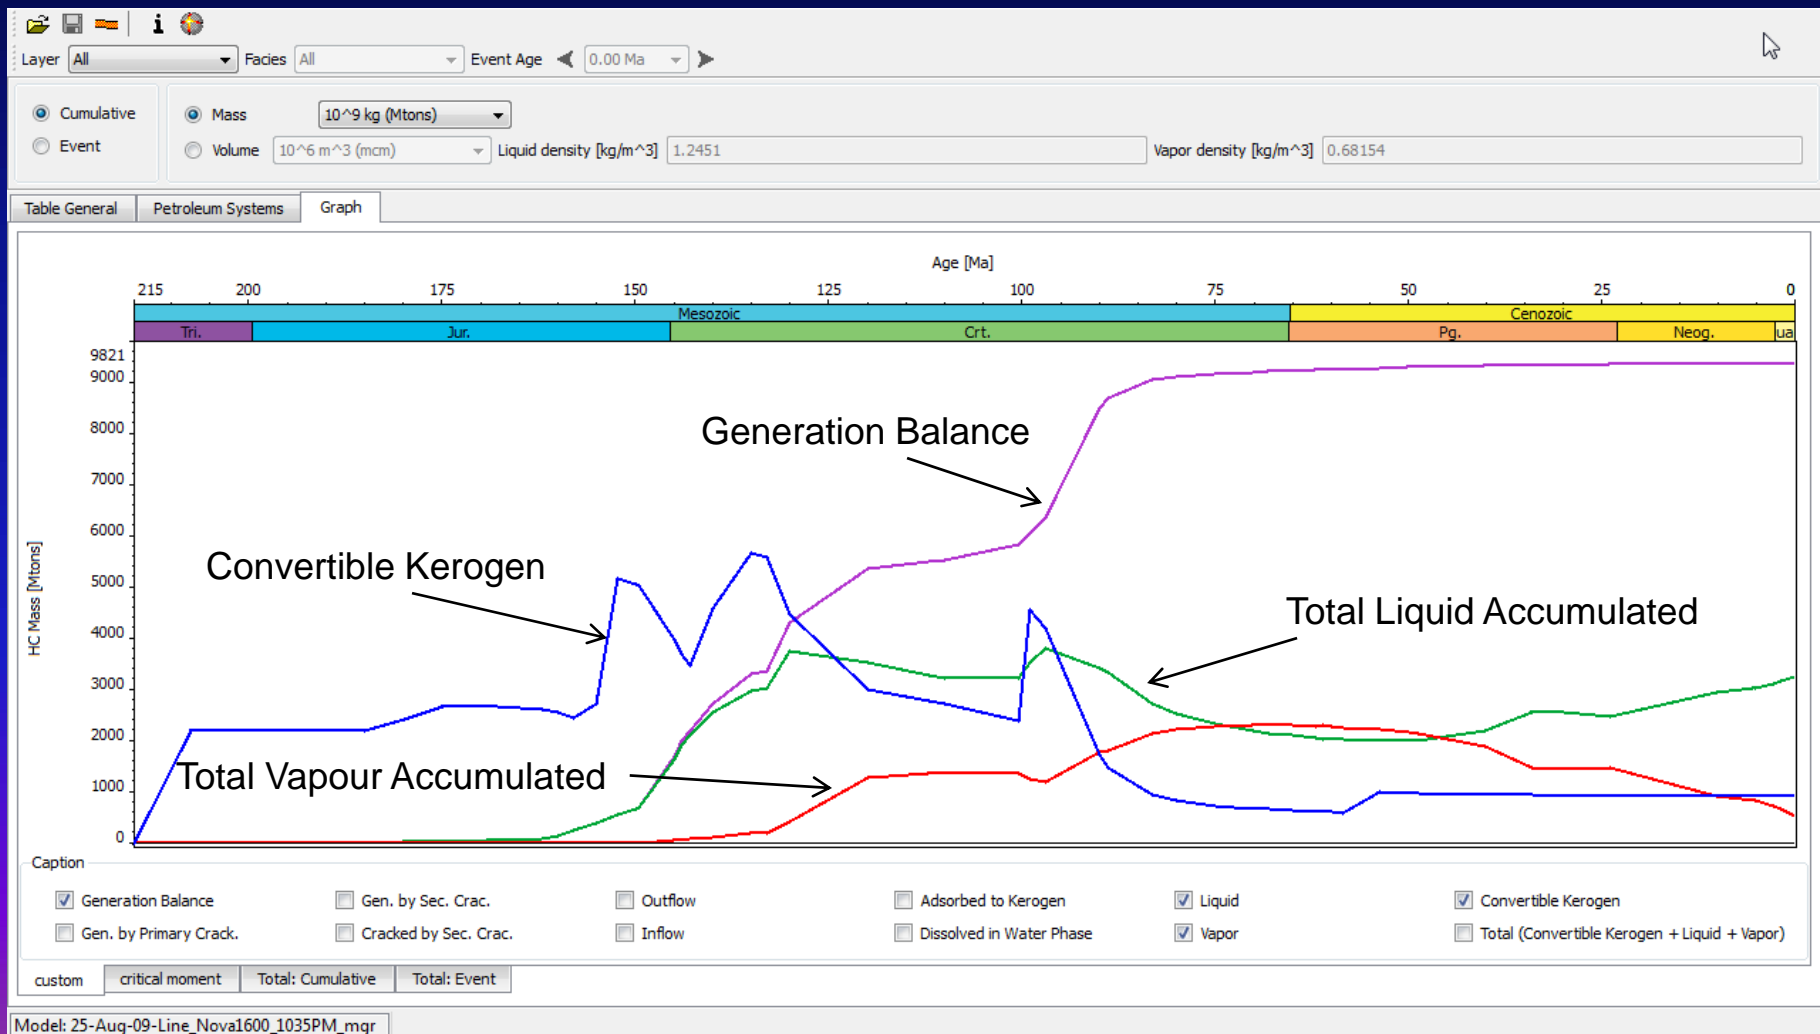 Layer All Facies All Event Age 0.00 Ma
Cumulative Mass 10^9 kg (Mtons)
Event Volume 10^6 m^3 (mcm) Liquid density [kg/m^3] 1.2451 Vapor density [kg/m^3] 0.68154
Table General Petroleum Systems Graph
Age [Ma]
215 200 175 150 125 100 75 50 25 0
Mesozoic Cenozoic
Tri. Jur. Crt. Pg. Neog. ua
9821
9000
8000
7000
6000
5000
4000
3000
2000
1000
0
HC Mass [Mtons]
Generation Balance
Convertible Kerogen
Total Liquid Accumulated
Total Vapour Accumulated
Caption
Generation Balance Gen. by Sec. Crac. Outflow Adsorbed to Kerogen Liquid Convertible Kerogen
Gen. by Primary Crack. Cracked by Sec. Crac. Inflow Dissolved in Water Phase Vapor Total (Convertible Kerogen + Liquid + Vapor)
custom critical moment Total: Cumulative Total: Event
Model: 25-Aug-09-Line_Nova1600_1035PM_mgr